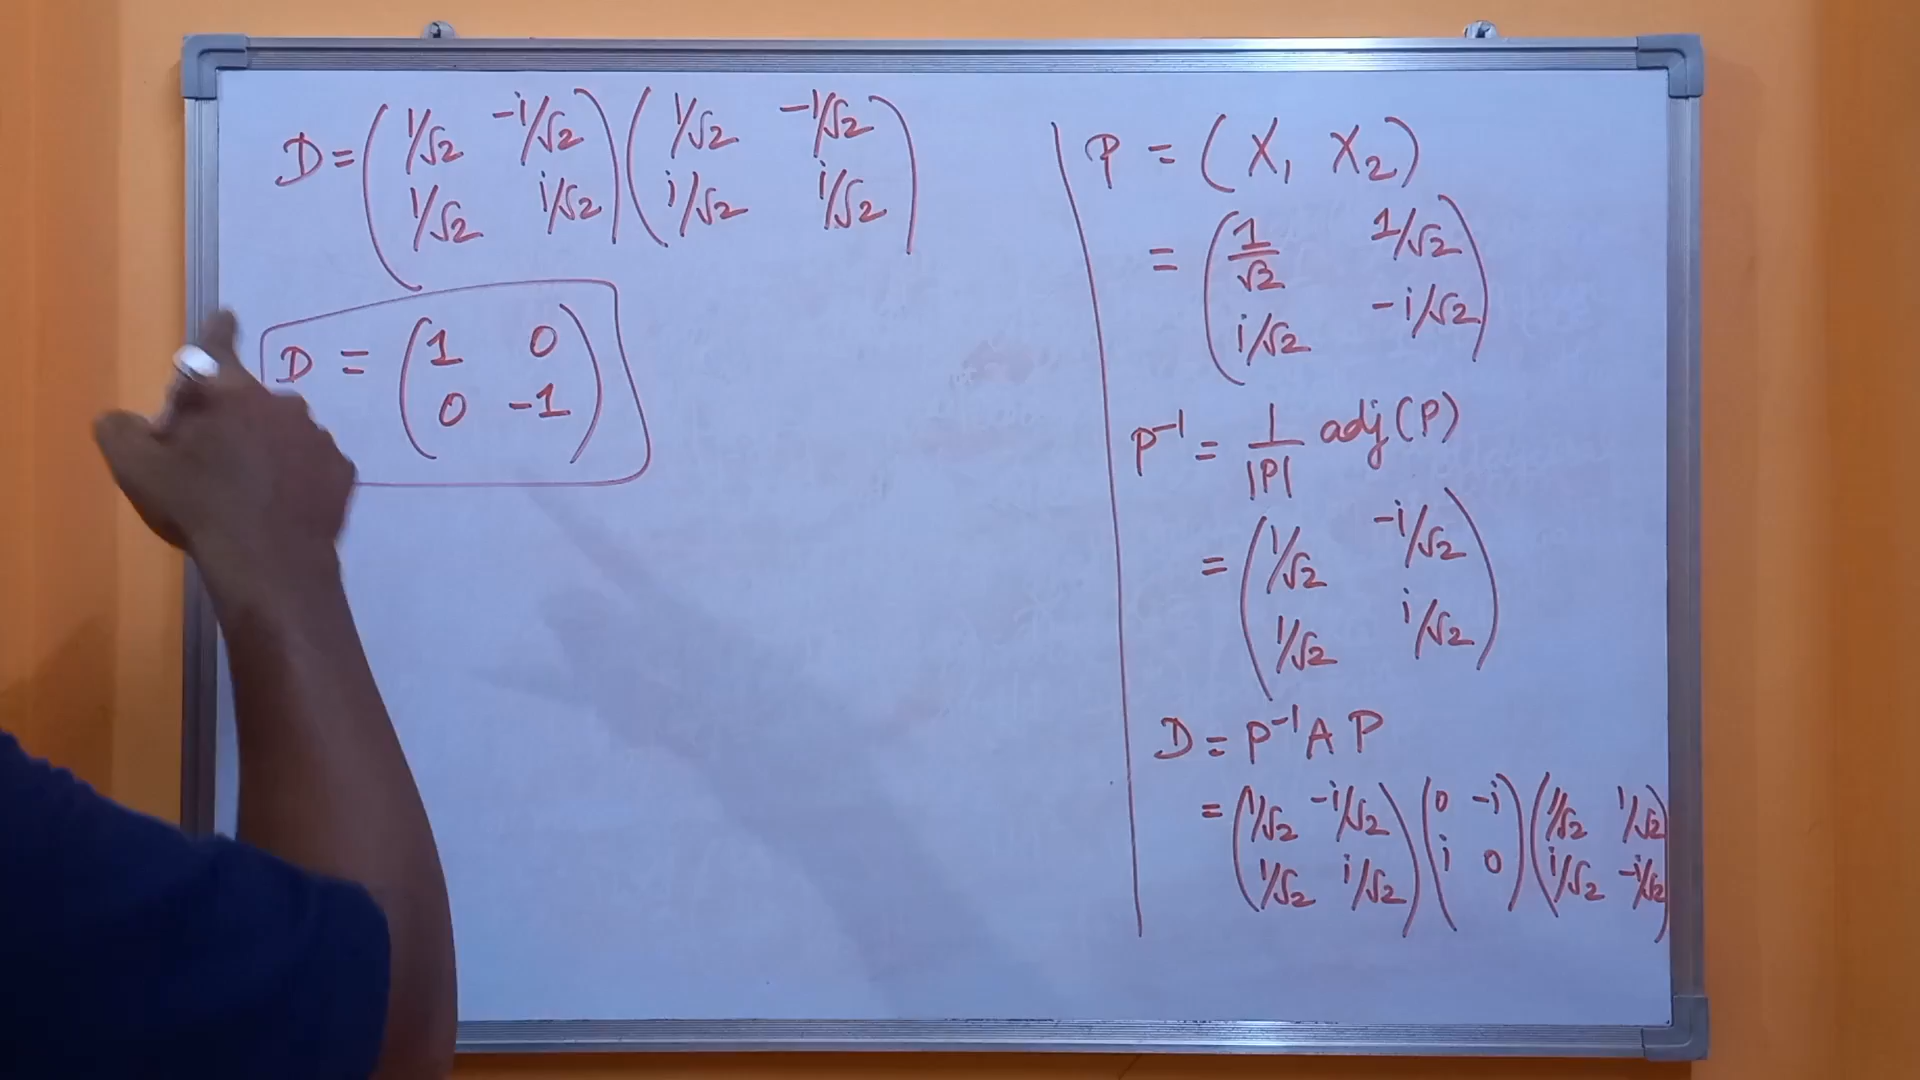 D = ( 1/√2 -i/√2 ) ( 1/√2 -1/√2 )
( 1/√2 i/√2 ) ( i/√2 i/√2 )
D = ( 1 0 )
( 0 -1 )
P = ( X₁ X₂ )
= ( 1/√2 1/√2 )
( i/√2 -i/√2 )
P⁻¹ = 1/|P| adj(P)
= ( 1/√2 -i/√2 )
( 1/√2 i/√2 )
D = P⁻¹ A P
= ( 1/√2 -i/√2 ) ( 0 -i ) ( 1/√2 1/√2 )
( 1/√2 i/√2 ) ( i 0 ) ( i/√2 -i/√2 )